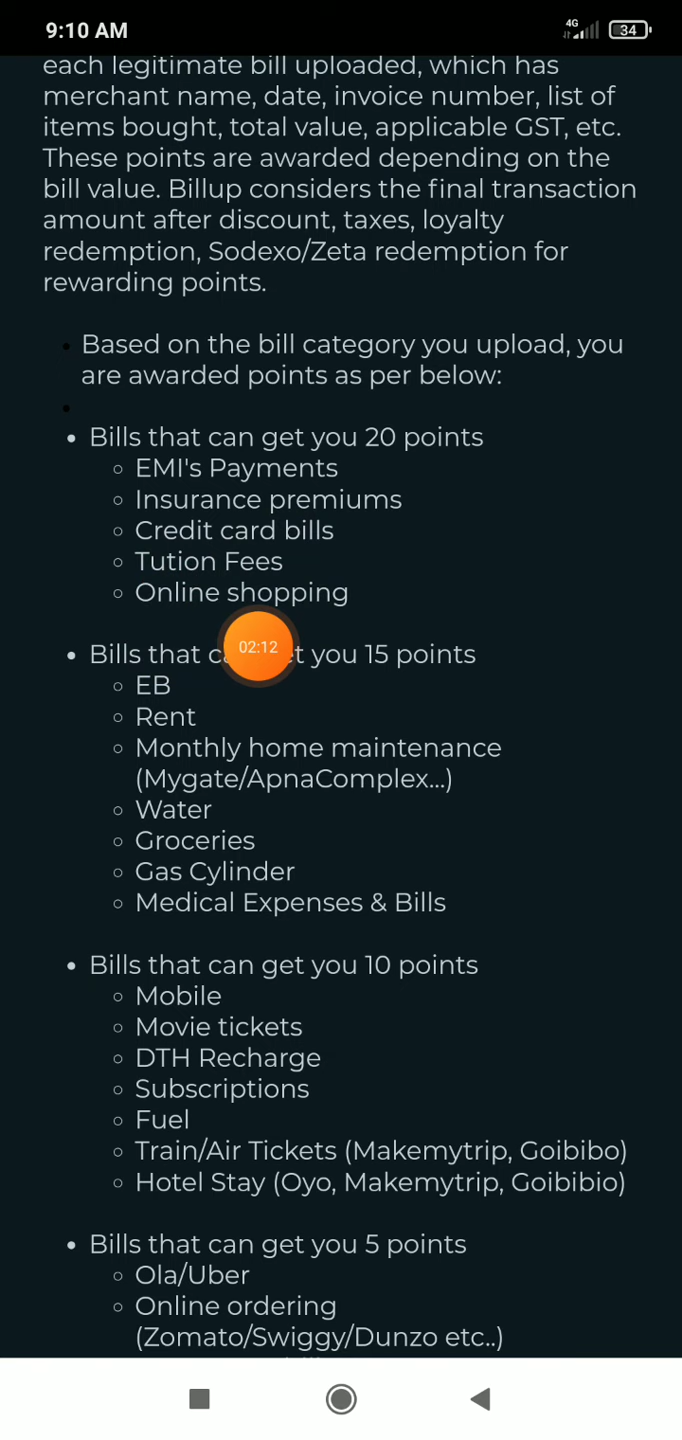 9:10 AM
4G
34
each legitimate bill uploaded, which has
merchant name, date, invoice number, list of
items bought, total value, applicable GST, etc.
These points are awarded depending on the
bill value. Billup considers the final transaction
amount after discount, taxes, loyalty
redemption, Sodexo/Zeta redemption for
rewarding points.
Based on the bill category you upload, you
are awarded points as per below:
Bills that can get you 20 points
EMI's Payments
Insurance premiums
Credit card bills
Tution Fees
Online shopping
02:12
Bills that you 15 points
EB
Rent
Monthly home maintenance
(Mygate/ApnaComplex...)
Water
Groceries
Gas Cylinder
Medical Expenses & Bills
Bills that can get you 10 points
Mobile
Movie tickets
DTH Recharge
Subscriptions
Fuel
Train/Air Tickets (Makemytrip, Goibibo)
Hotel Stay (Oyo, Makemytrip, Goibibio)
Bills that can get you 5 points
Ola/Uber
Online ordering
(Zomato/Swiggy/Dunzo etc..)